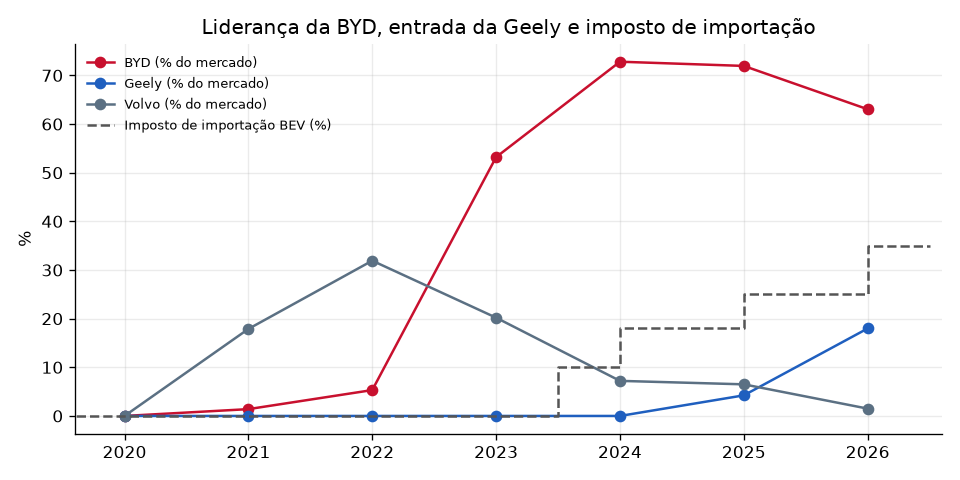 Liderança da BYD, entrada da Geely e imposto de importação
BYD (% do mercado)
Geely (% do mercado)
Volvo (% do mercado)
Imposto de importação BEV (%)
%
70
60
50
40
30
20
10
0
2020 2021 2022 2023 2024 2025 2026